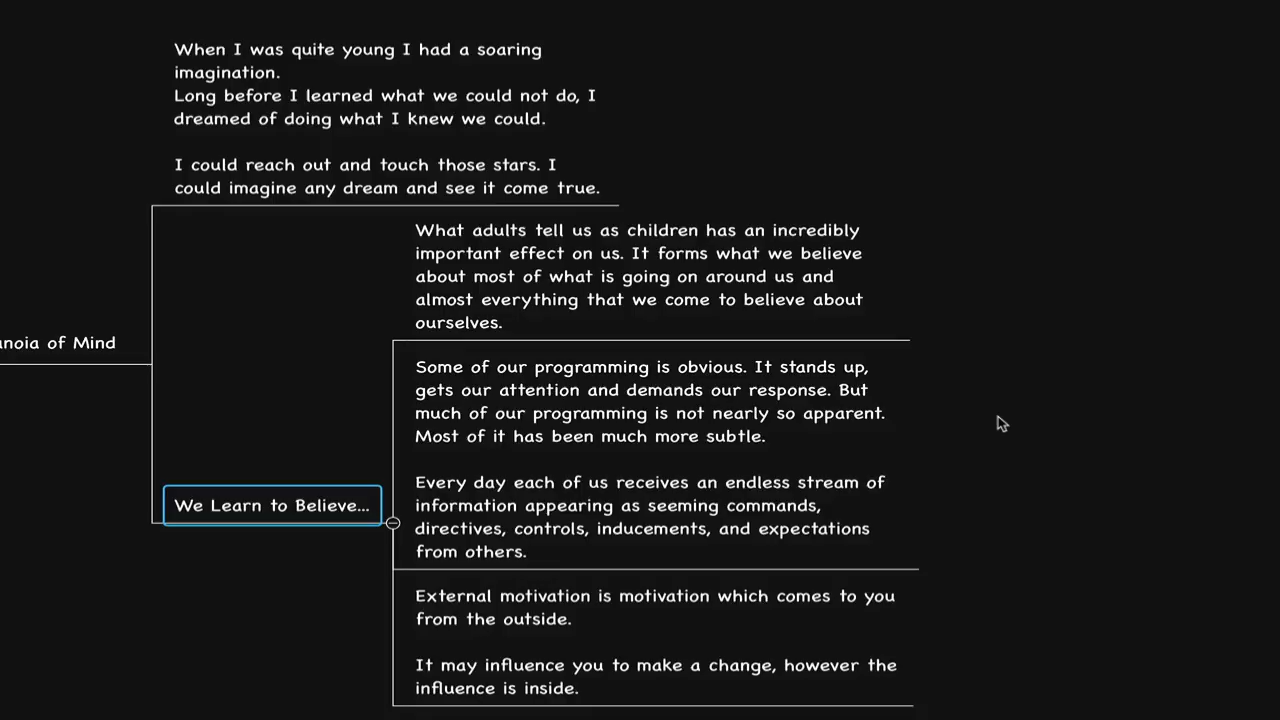 When I was quite young I had a soaring
imagination.
Long before I learned what we could not do, I
dreamed of doing what I knew we could.
I could reach out and touch those stars. I
could imagine any dream and see it come true.
What adults tell us as children has an incredibly
important effect on us. It forms what we believe
about most of what is going on around us and
almost everything that we come to believe about
ourselves.
of Mind
Some of our programming is obvious. It stands up,
gets our attention and demands our response. But
much of our programming is not nearly so apparent.
Most of it has been much more subtle.
Every day each of us receives an endless stream of
information appearing as seeming commands,
directives, controls, inducements, and expectations
from others.
We Learn to Believe...
External motivation is motivation which comes to you
from the outside.
It may influence you to make a change, however the
influence is inside.